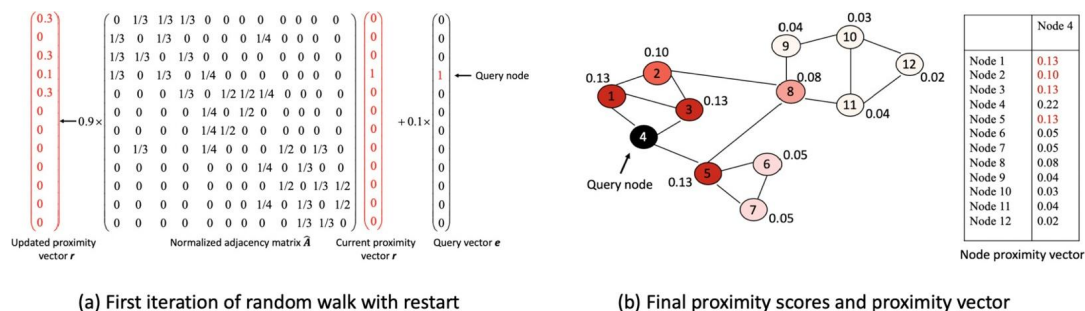 0.3 0 1/3 1/3 1/3 0 0 0 0 0 0 0 0 0 0
0 1/3 0 1/3 0 0 0 0 1/4 0 0 0 0 0 0
0.3 1/3 1/3 0 1/3 0 0 0 0 0 0 0 0 0 0
0.1 1/3 0 1/3 0 1/4 0 0 0 0 0 0 0 1 1 Query node
0.3 0 0 0 1/3 0 1/2 1/2 1/4 0 0 0 0 0 0
0 0 0 0 0 1/4 0 1/2 0 0 0 0 0 0 0
0.9×
+0.1×
0 0 0 0 0 1/4 1/2 0 0 0 0 0 0 0 0
0 0 1/3 0 0 1/4 0 0 0 1/2 0 1/3 0 0 0
0 0 0 0 0 0 0 0 1/4 0 1/3 0 0 0 0
0 0 0 0 0 0 0 0 0 1/2 0 1/3 1/2 0 0
0 0 0 0 0 0 0 0 1/4 0 1/3 0 1/2 0 0
0 0 0 0 0 0 0 0 0 0 1/3 1/3 0 0 0
Updated proximity
vector r
Normalized adjacency matrix Â
Current proximity
vector r
Query vector e
(a) First iteration of random walk with restart
0.13
1
0.10
2
0.13
3
4
Query node
0.13
5
0.05
6
0.05
7
0.08
8
0.04
9
0.03
10
0.04
11
0.02
12
Node 4
Node 1 0.13
Node 2 0.10
Node 3 0.13
Node 4 0.22
Node 5 0.13
Node 6 0.05
Node 7 0.05
Node 8 0.08
Node 9 0.04
Node 10 0.03
Node 11 0.04
Node 12 0.02
Node proximity vector
(b) Final proximity scores and proximity vector